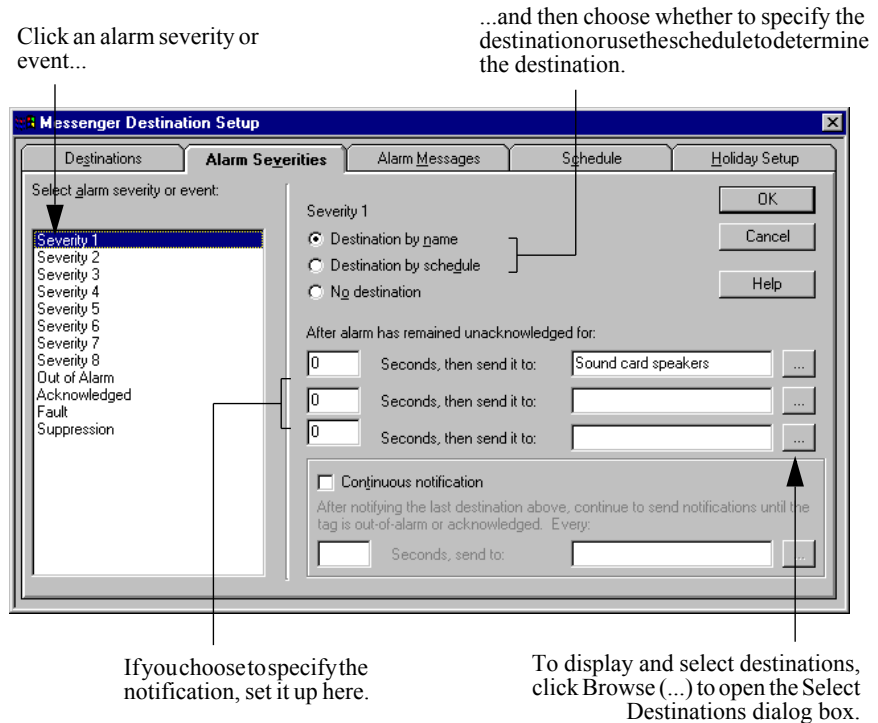 Click an alarm severity or
event...
...and then choose whether to specify the
destinationorusethescheduletodetermine
the destination.
Messenger Destination Setup
Destinations
Alarm Severities
Alarm Messages
Schedule
Holiday Setup
Select alarm severity or event:
Severity 1
Severity 2
Severity 3
Severity 4
Severity 5
Severity 6
Severity 7
Severity 8
Out of Alarm
Acknowledged
Fault
Suppression
Severity 1
Destination by name
Destination by schedule
No destination
OK
Cancel
Help
After alarm has remained unacknowledged for:
0 Seconds, then send it to: Sound card speakers ...
0 Seconds, then send it to: ...
0 Seconds, then send it to: ...
Continuous notification
After notifying the last destination above, continue to send notifications until the
tag is out-of-alarm or acknowledged. Every:
Seconds, send to: ...
Ifyouchoosetospecifythe
notification, set it up here.
To display and select destinations,
click Browse (...) to open the Select
Destinations dialog box.